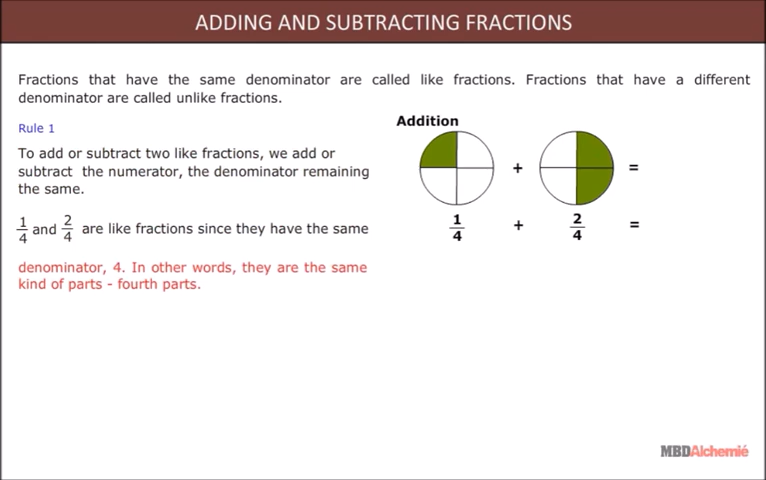 ADDING AND SUBTRACTING FRACTIONS
Fractions that have the same denominator are called like fractions. Fractions that have a different
denominator are called unlike fractions.
Rule 1
To add or subtract two like fractions, we add or
subtract the numerator, the denominator remaining
the same.
1/4 and 2/4 are like fractions since they have the same
denominator, 4. In other words, they are the same
kind of parts - fourth parts.
Addition
+ =
1/4 + 2/4 =
MBDAlchemié